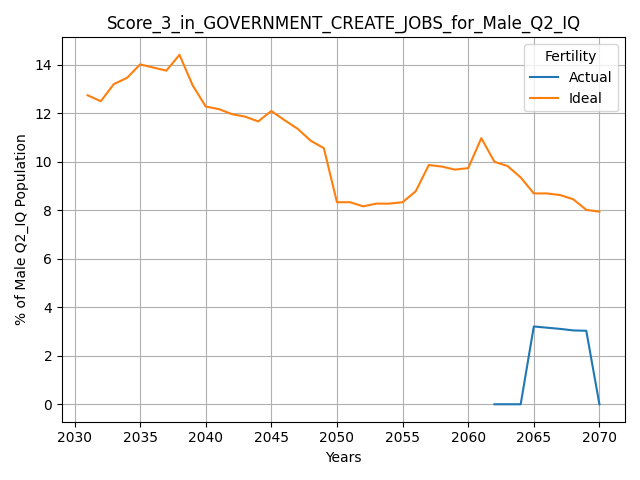 Score_3_in_GOVERNMENT_CREATE_JOBS_for_Male_Q2_IQ
Fertility
Actual
Ideal
% of Male Q2_IQ Population
14
12
10
8
6
4
2
0
2030 2035 2040 2045 2050 2055 2060 2065 2070
Years